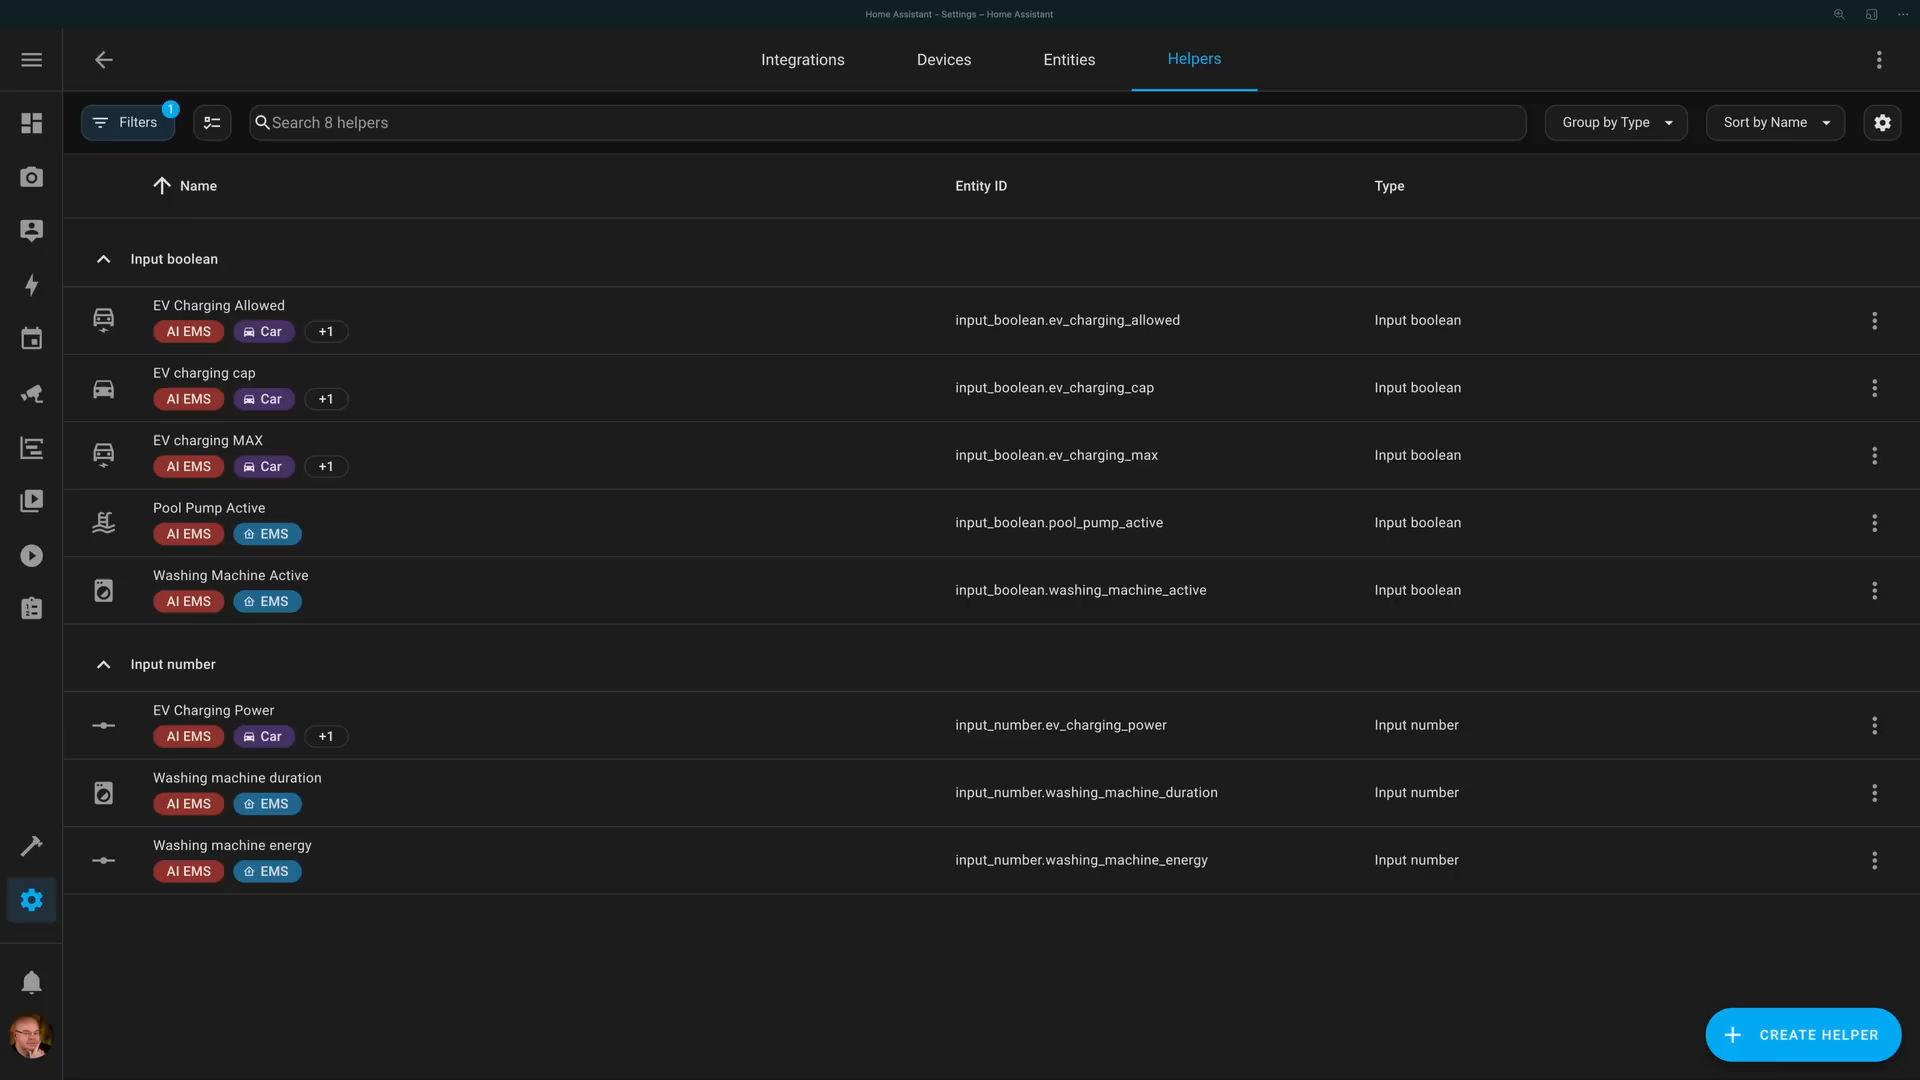 Home Assistant - Settings – Home Assistant
Integrations
Devices
Entities
Helpers
Filters
1
Search 8 helpers
Group by Type
Sort by Name
Name
Entity ID
Type
Input boolean
EV Charging Allowed
AI EMS
Car
+1
input_boolean.ev_charging_allowed
Input boolean
EV charging cap
AI EMS
Car
+1
input_boolean.ev_charging_cap
Input boolean
EV charging MAX
AI EMS
Car
+1
input_boolean.ev_charging_max
Input boolean
Pool Pump Active
AI EMS
EMS
input_boolean.pool_pump_active
Input boolean
Washing Machine Active
AI EMS
EMS
input_boolean.washing_machine_active
Input boolean
Input number
EV Charging Power
AI EMS
Car
+1
input_number.ev_charging_power
Input number
Washing machine duration
AI EMS
EMS
input_number.washing_machine_duration
Input number
Washing machine energy
AI EMS
EMS
input_number.washing_machine_energy
Input number
CREATE HELPER